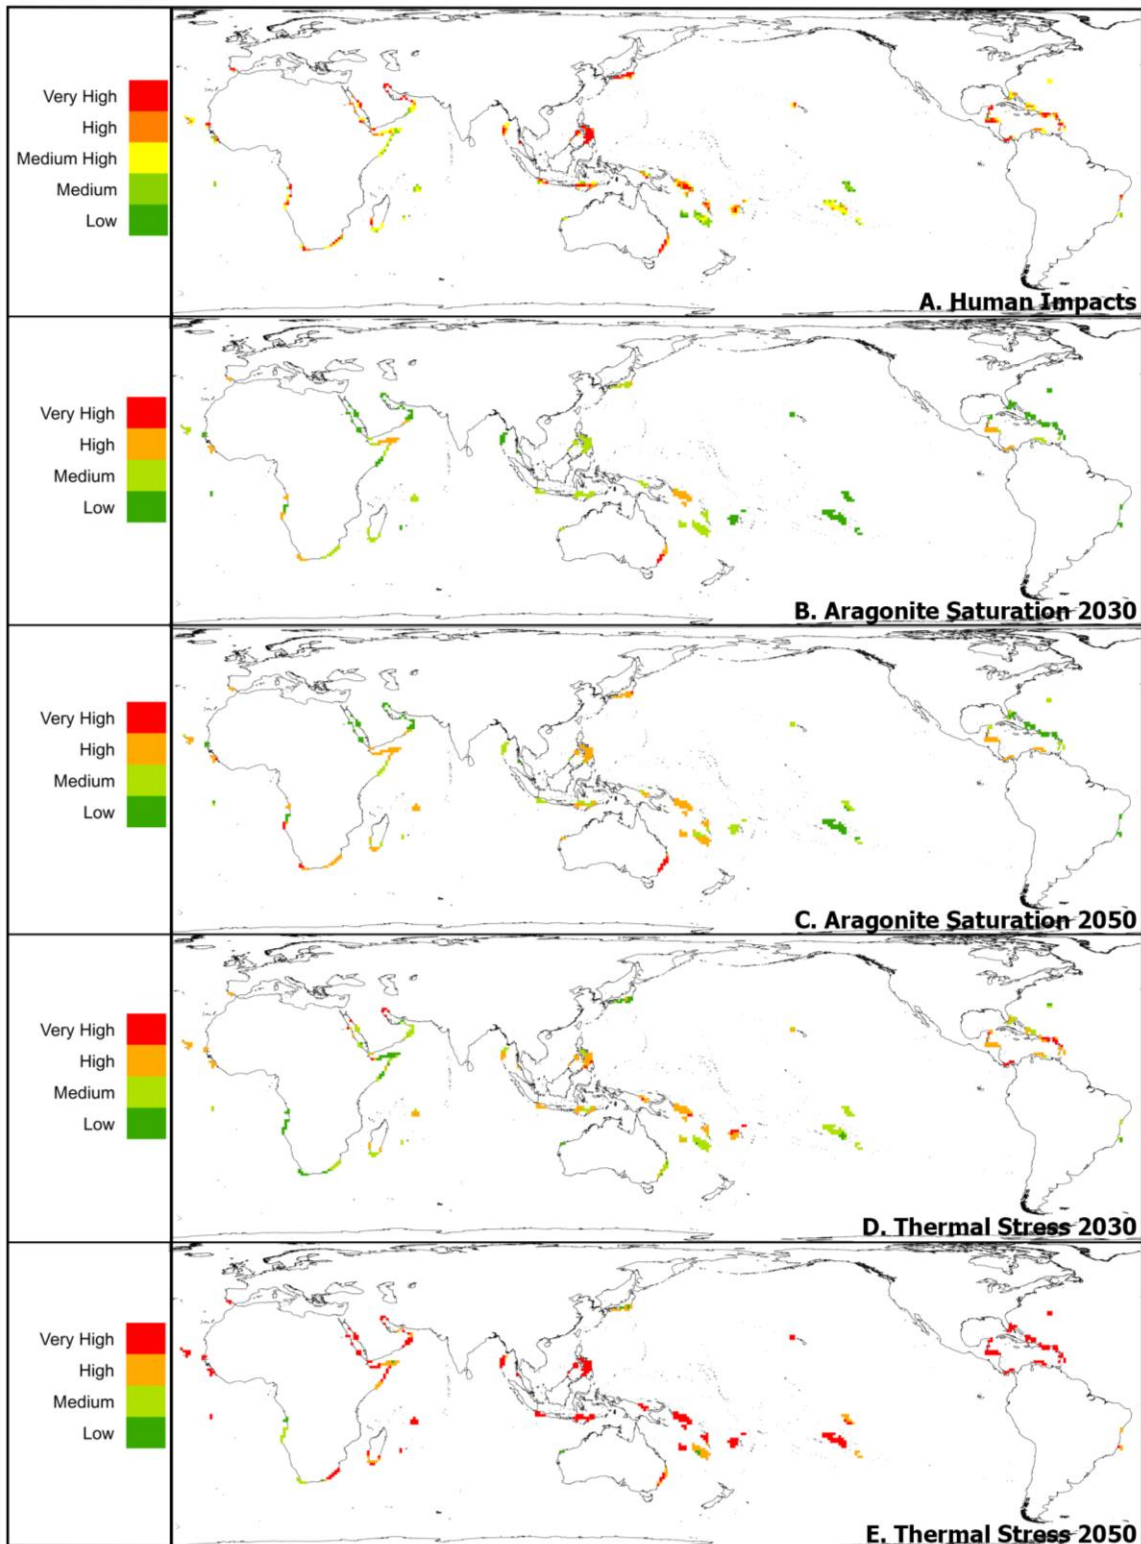 Very High
High
Medium High
Medium
Low
A. Human Impacts
Very High
High
Medium
Low
B. Aragonite Saturation 2030
Very High
High
Medium
Low
C. Aragonite Saturation 2050
Very High
High
Medium
Low
D. Thermal Stress 2030
Very High
High
Medium
Low
E. Thermal Stress 2050